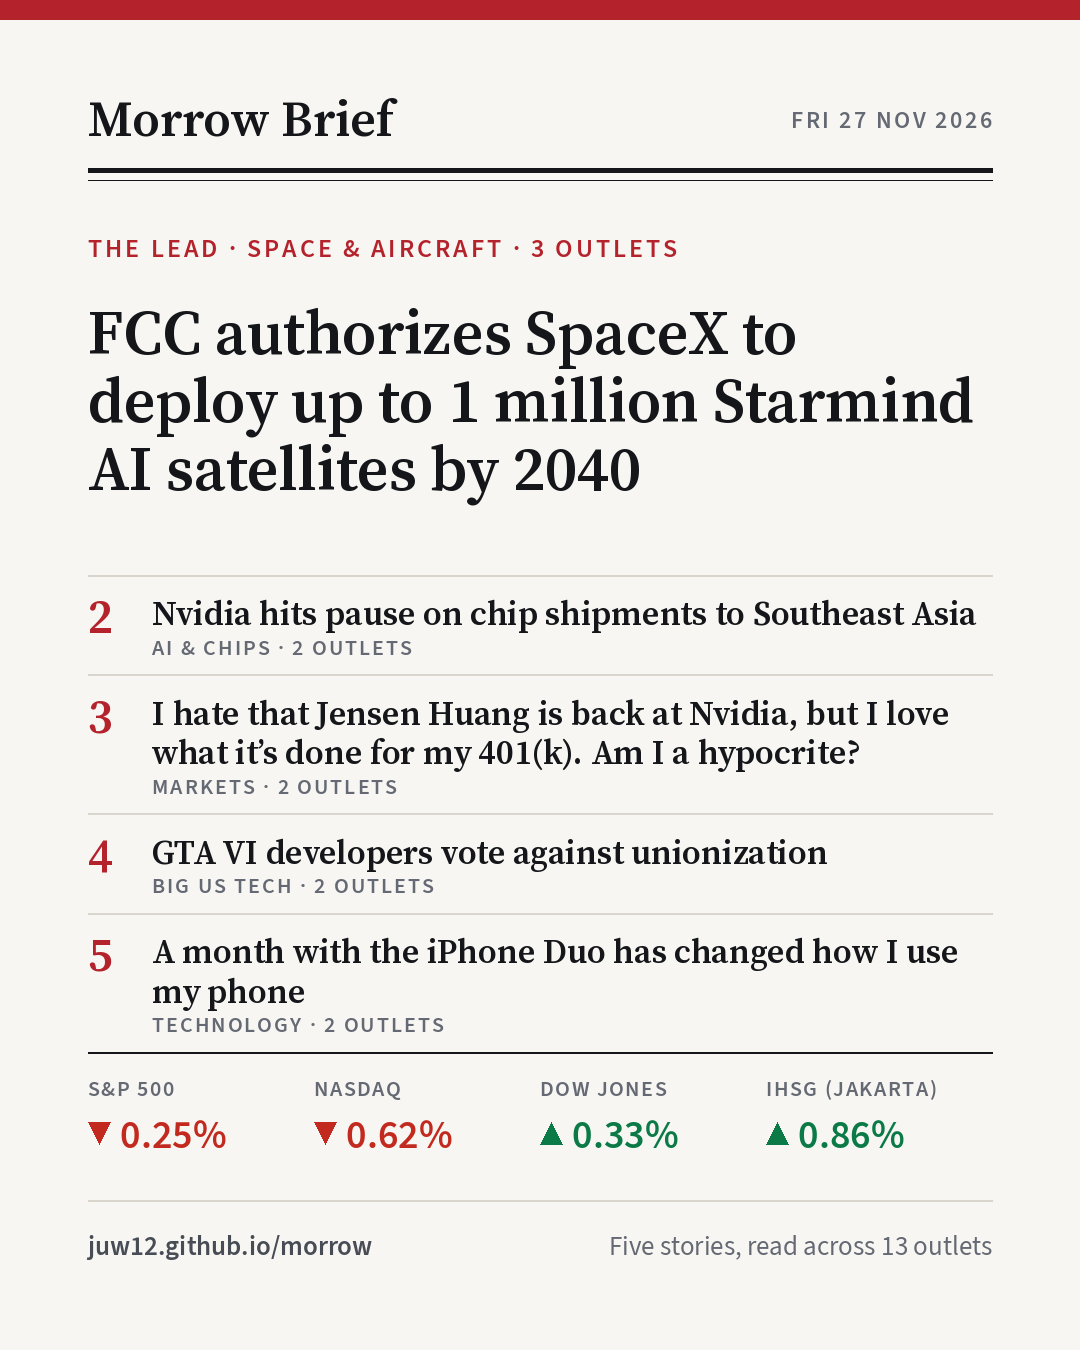 Morrow Brief
FRI 27 NOV 2026
THE LEAD · SPACE & AIRCRAFT · 3 OUTLETS
FCC authorizes SpaceX to
deploy up to 1 million Starmind
AI satellites by 2040
2
Nvidia hits pause on chip shipments to Southeast Asia
AI & CHIPS · 2 OUTLETS
3
I hate that Jensen Huang is back at Nvidia, but I love
what it’s done for my 401(k). Am I a hypocrite?
MARKETS · 2 OUTLETS
4
GTA VI developers vote against unionization
BIG US TECH · 2 OUTLETS
5
A month with the iPhone Duo has changed how I use
my phone
TECHNOLOGY · 2 OUTLETS
S&P 500
▼ 0.25%
NASDAQ
▼ 0.62%
DOW JONES
▲ 0.33%
IHSG (JAKARTA)
▲ 0.86%
juw12.github.io/morrow
Five stories, read across 13 outlets